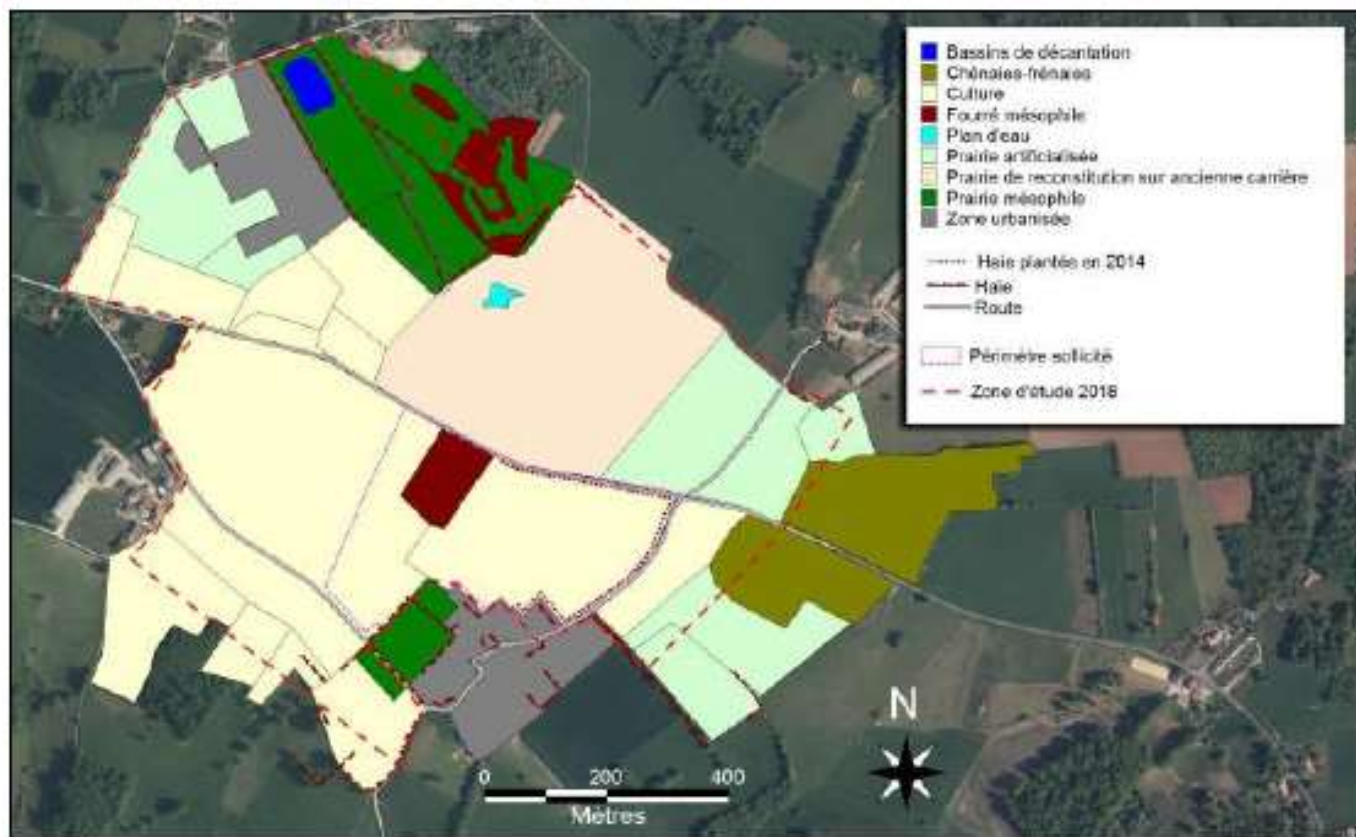 Bassins de décantation
Chênaies-frênaies
Culture
Fourré mésophile
Plan d'eau
Prairie artificialisée
Prairie de reconstitution sur ancienne carrière
Prairie mésophile
Zone urbanisée
Haie plantée en 2014
Haie
Route
Périmètre sollicité
Zone d'étude 2018
N
0 200 400
Mètres